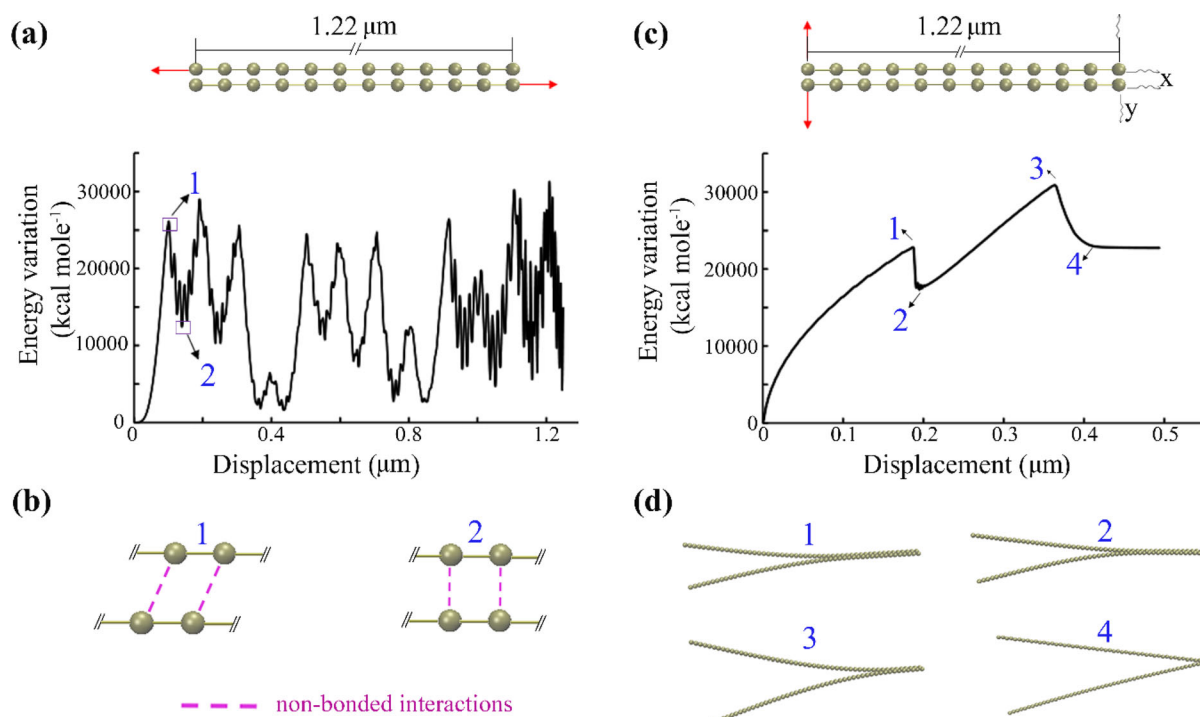 (a)
1.22 μm
Energy variation
(kcal mole⁻¹)
30000
20000
10000
0
1
2
0
0.4
0.8
1.2
Displacement (μm)
(c)
1.22 μm
x
y
Energy variation
(kcal mole⁻¹)
30000
20000
10000
0
1
2
3
4
0
0.1
0.2
0.3
0.4
0.5
Displacement (μm)
(b)
1
2
non-bonded interactions
(d)
1
2
3
4